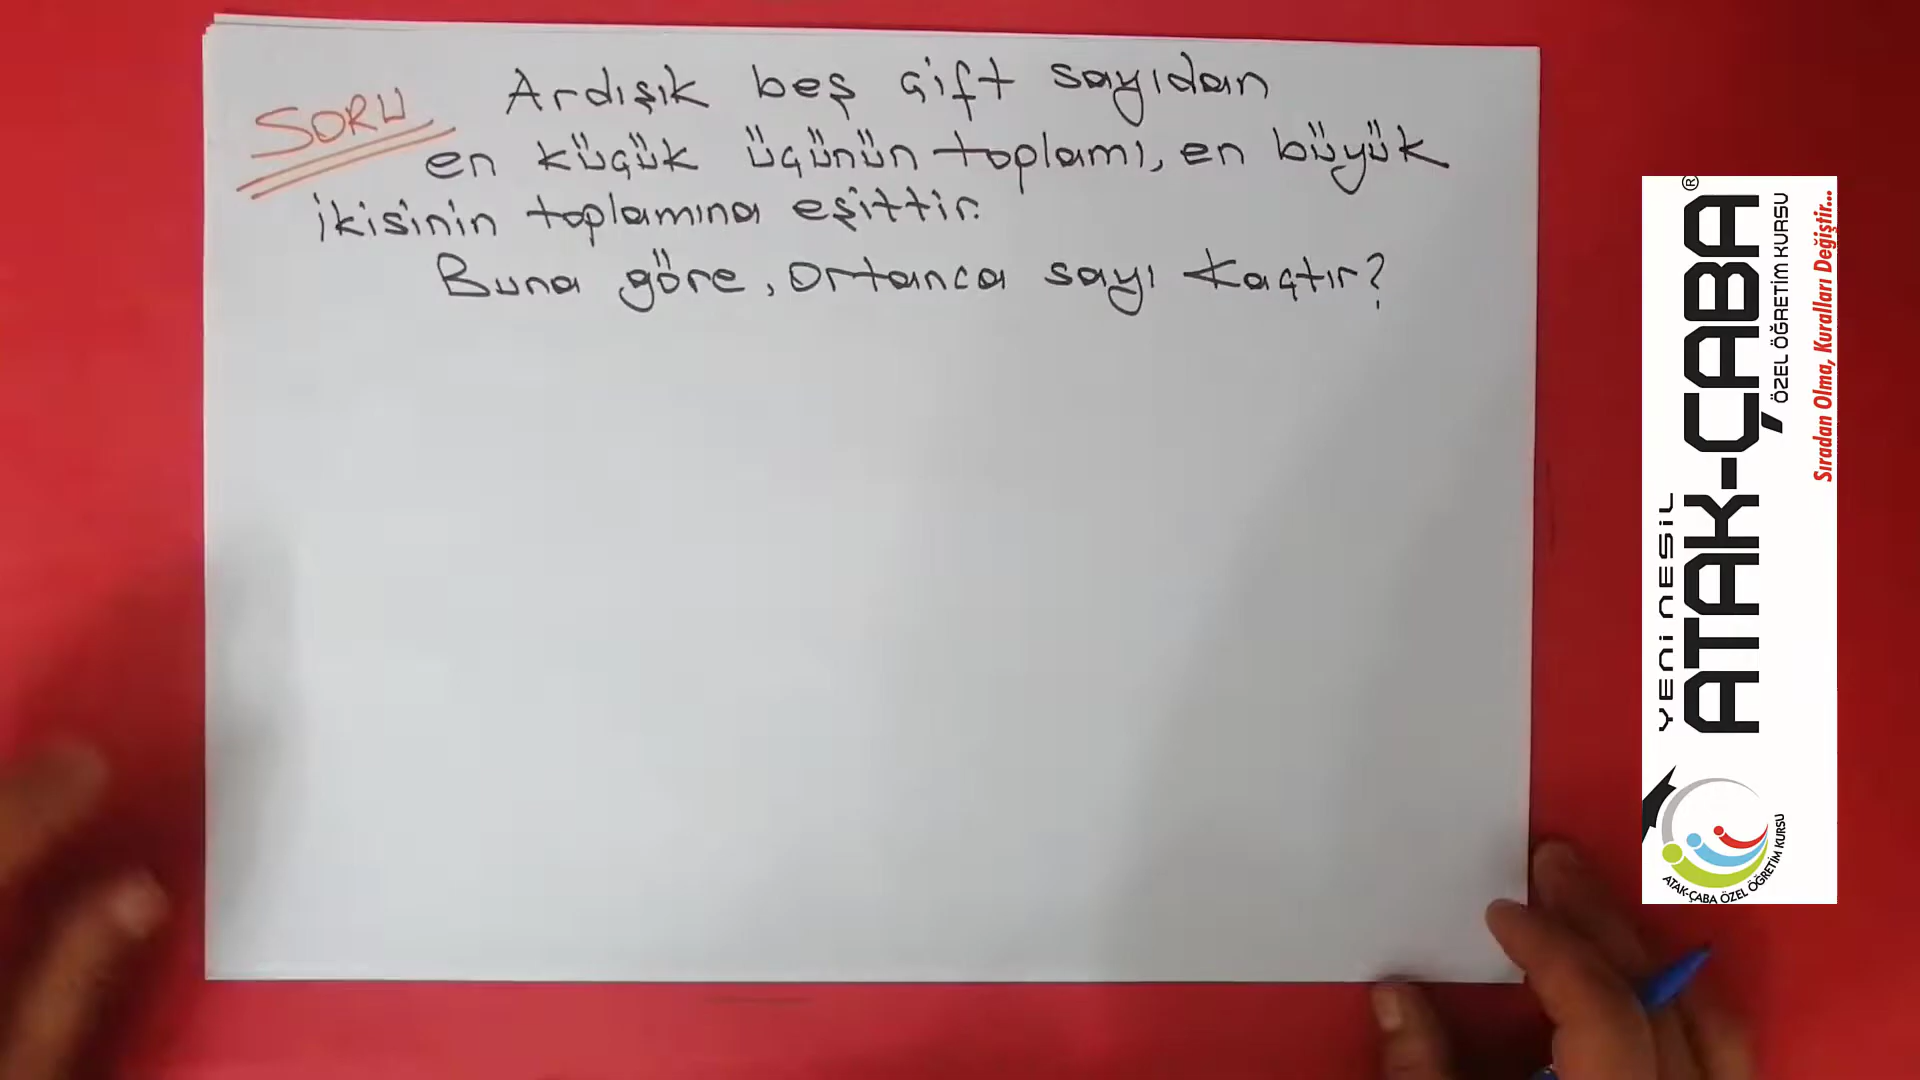 SORU
Ardışık beş çift sayıdan
en küçük üçünün toplamı, en büyük
ikisinin toplamına eşittir.
Buna göre, ortanca sayı kaçtır?
YENİ NESİL
ATAK-ÇABA®
ÖZEL ÖĞRETİM KURSU
Sıradan Olma, Kuralları Değiştir...
ATAK-ÇABA ÖZEL ÖĞRETİM KURSU